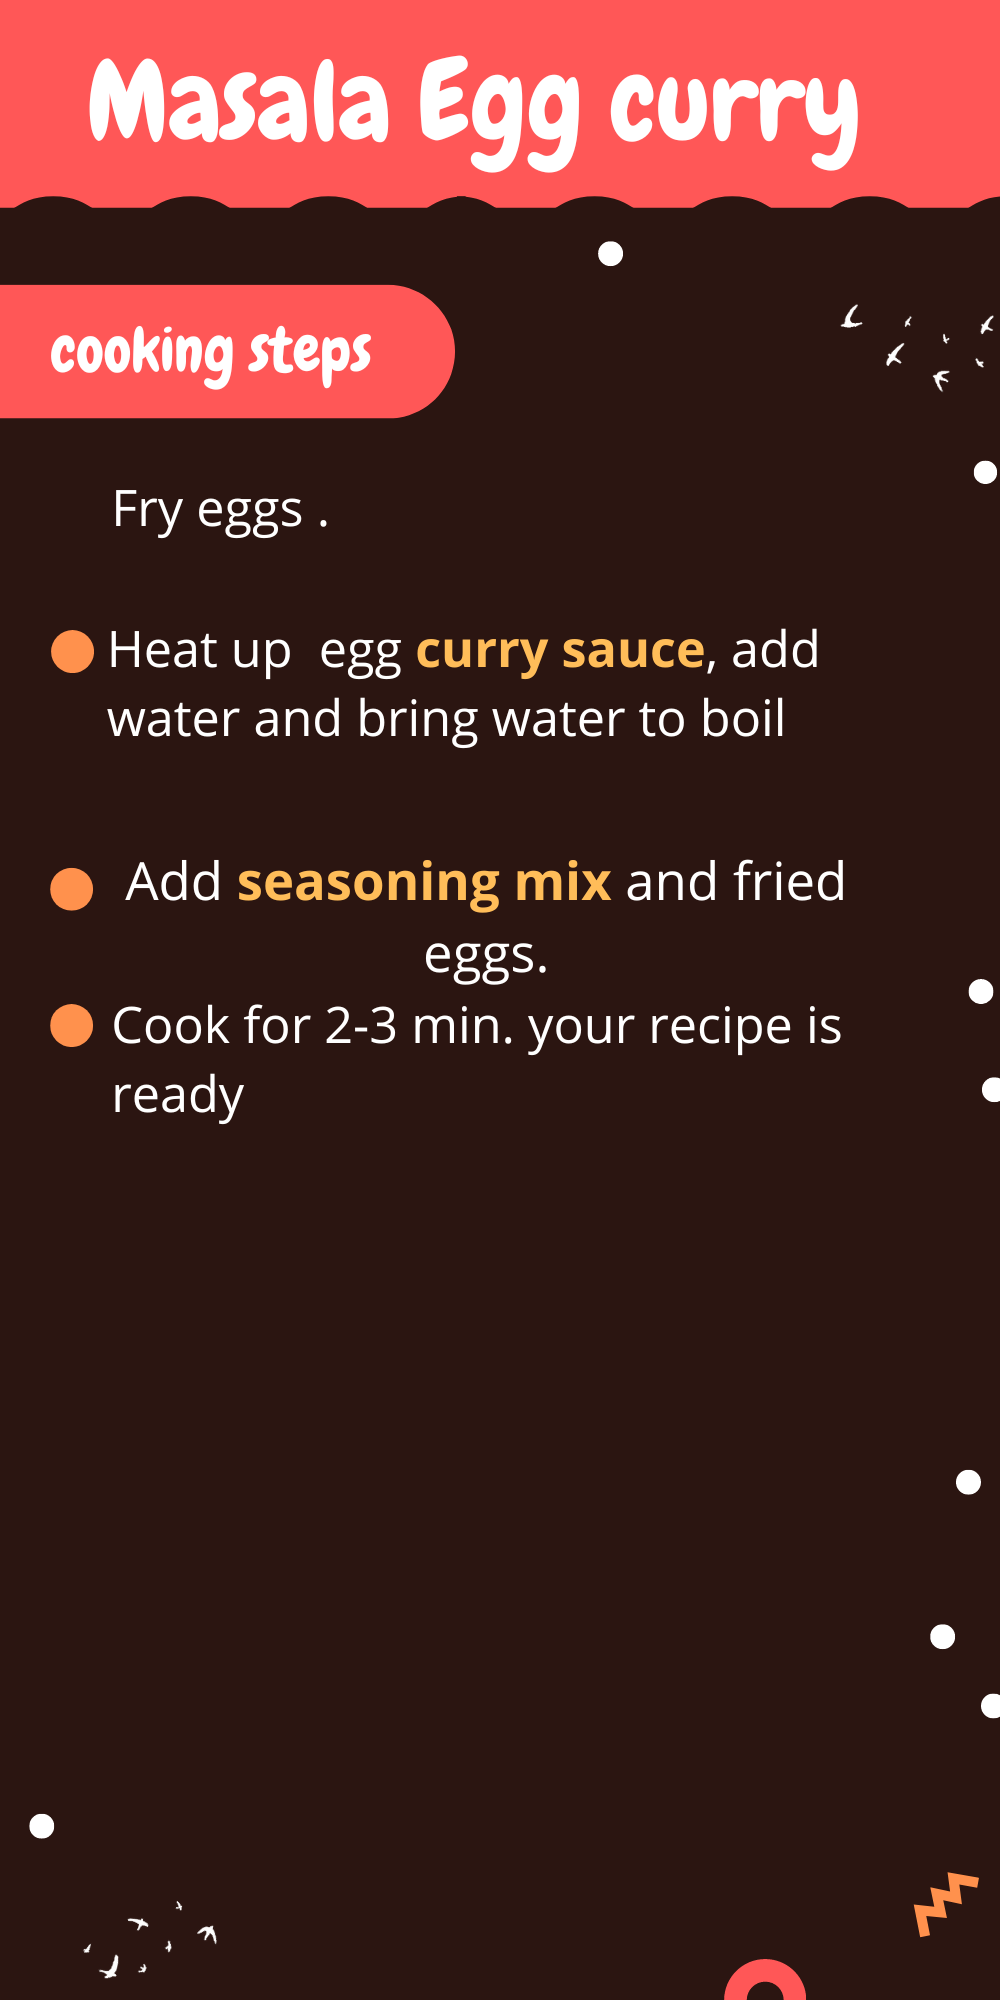 Masala Egg curry
cooking steps
Fry eggs .
Heat up  egg curry sauce, add
water and bring water to boil
Add seasoning mix and fried
eggs.
Cook for 2-3 min. your recipe is
ready